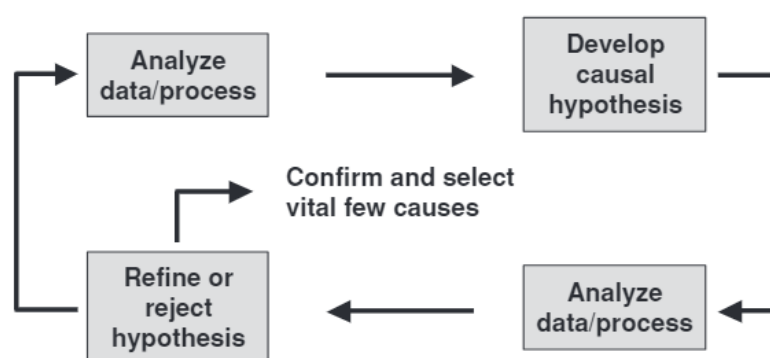 Analyze
data/process
Develop
causal
hypothesis
Confirm and select
vital few causes
Refine or
reject
hypothesis
Analyze
data/process